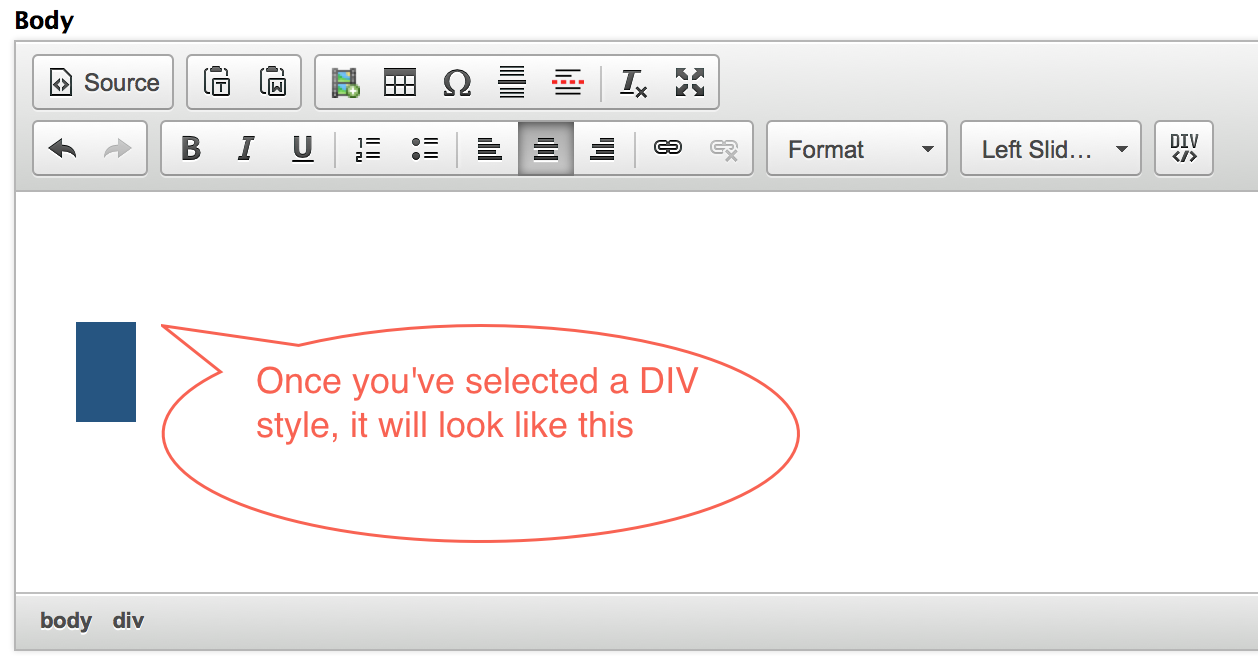 Body
Source
Format Left Slid... DIV
Once you've selected a DIV
style, it will look like this
body div